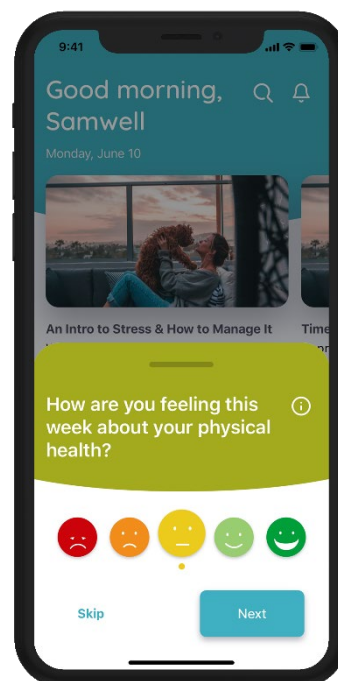 9:41
Good morning,
Samwell
Monday, June 10
An Intro to Stress & How to Manage It
Time
How are you feeling this
week about your physical
health?
Skip
Next